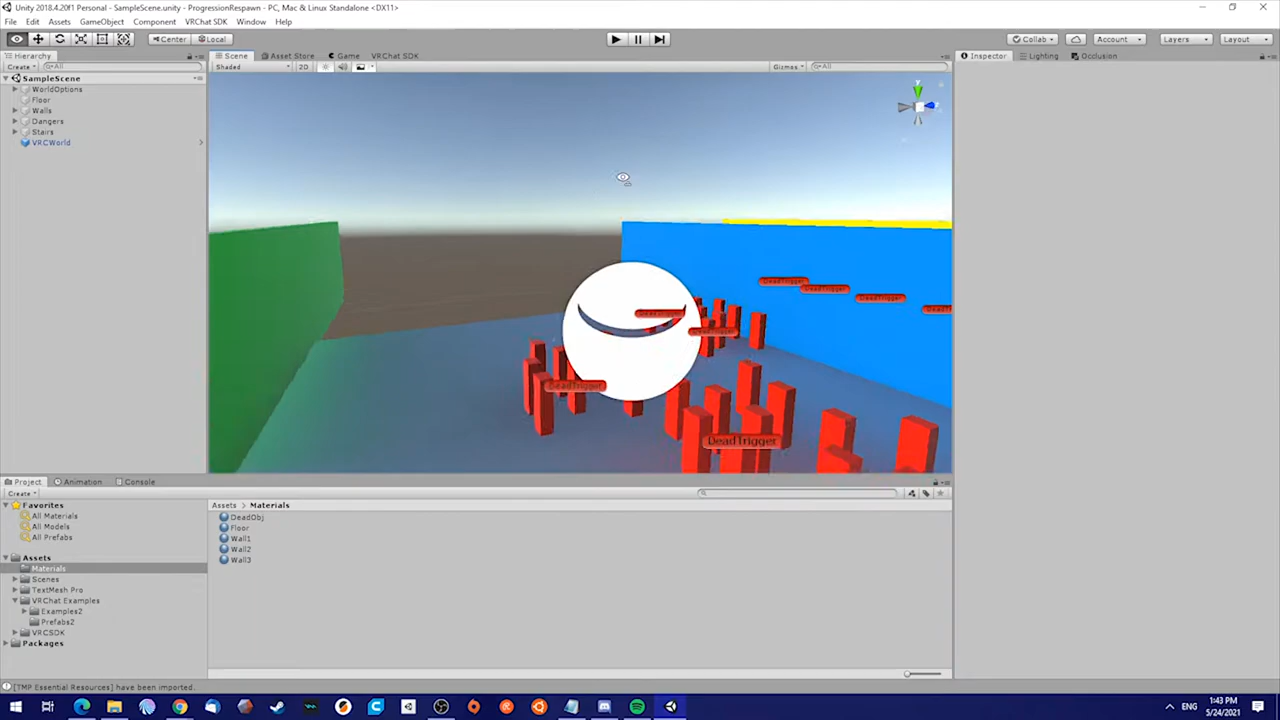 Unity 2018.4.20f1 Personal - SampleScene.unity - ProgressionRespawn - PC, Mac & Linux Standalone <DX11>
File Edit Assets GameObject Component VRChat SDK Window Help
Center Local Collab Account Layers Layout
Hierarchy Scene Asset Store Game VRChat SDK Inspector Lighting Occlusion
Create All Shaded 2D Gizmos All
SampleScene
WorldOptions
Floor
Walls
Dangers
Stairs
VRCWorld
y
DeadTrigger
DeadTrigger
DeadTrigger
DeadTrigger
DeadTrigger
DeadTrigger
DeadTrigger
DeadTrigger
Project Animation Console
Create
Favorites
All Materials
All Models
All Prefabs
Assets
Materials
Scenes
TextMesh Pro
VRChat Examples
Examples2
Prefabs2
VRCSDK
Packages
Assets Materials
DeadObj
Floor
Wall1
Wall2
Wall3
[TMP Essential Resources] have been imported.
ENG
1:43 PM
5/24/2021